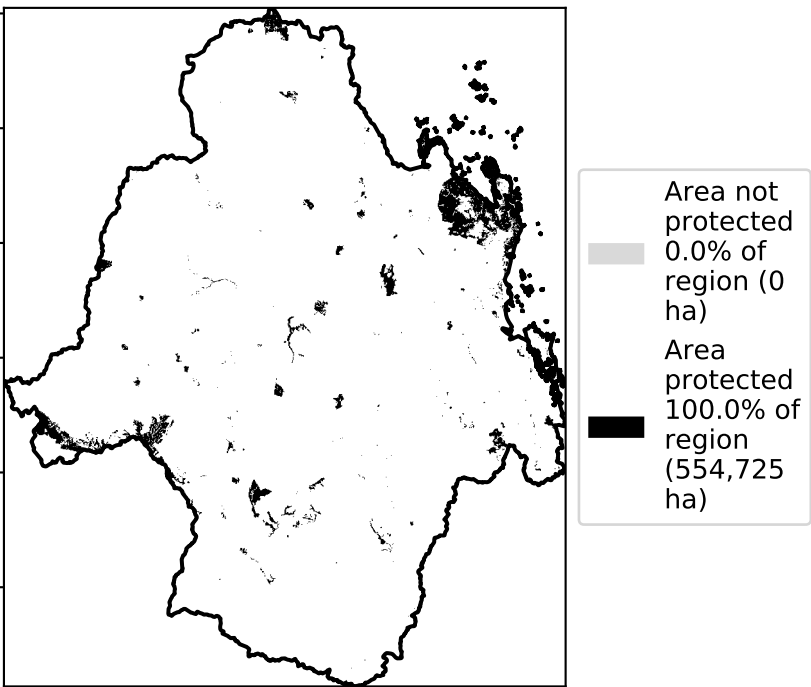 Area not
protected
0.0% of
region (0
ha)
Area
protected
100.0% of
region
(554,725
ha)